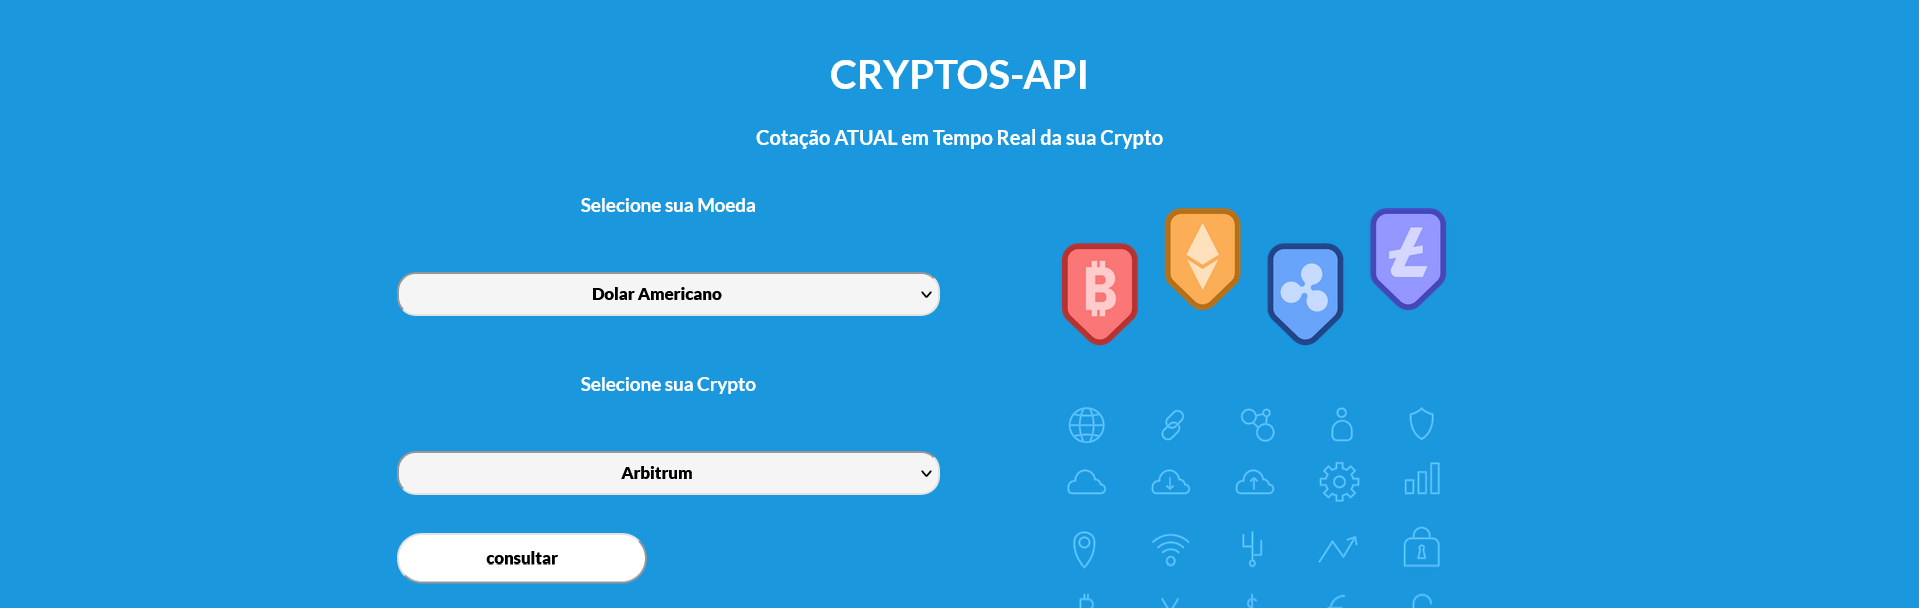 CRYPTOS-API
Cotação ATUAL em Tempo Real da sua Crypto
Selecione sua Moeda
Dolar Americano
Selecione sua Crypto
Arbitrum
consultar